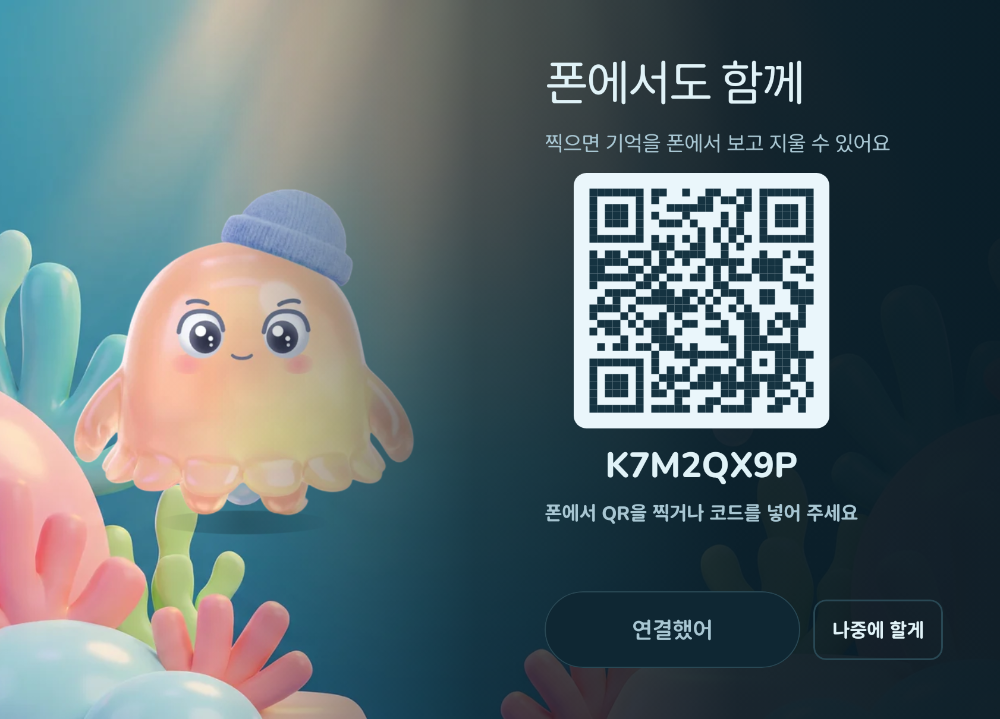 폰에서도 함께
찍으면 기억을 폰에서 보고 지울 수 있어요
K7M2QX9P
폰에서 QR을 찍거나 코드를 넣어 주세요
연결했어
나중에 할게